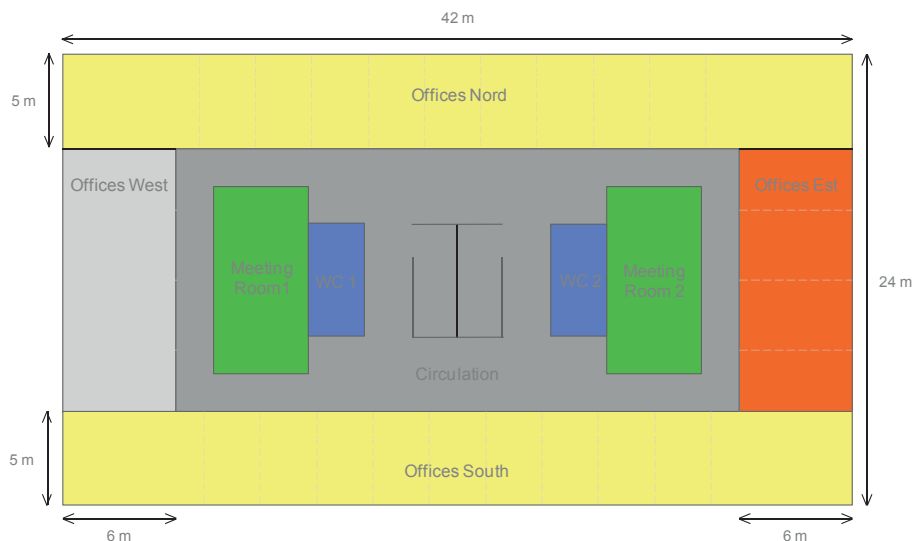 42 m
5 m
Offices Nord
Offices West
Offices Est
Meeting
Room1
WC 1
WC 2
Meeting
Room 2
24 m
Circulation
5 m
Offices South
6 m
6 m